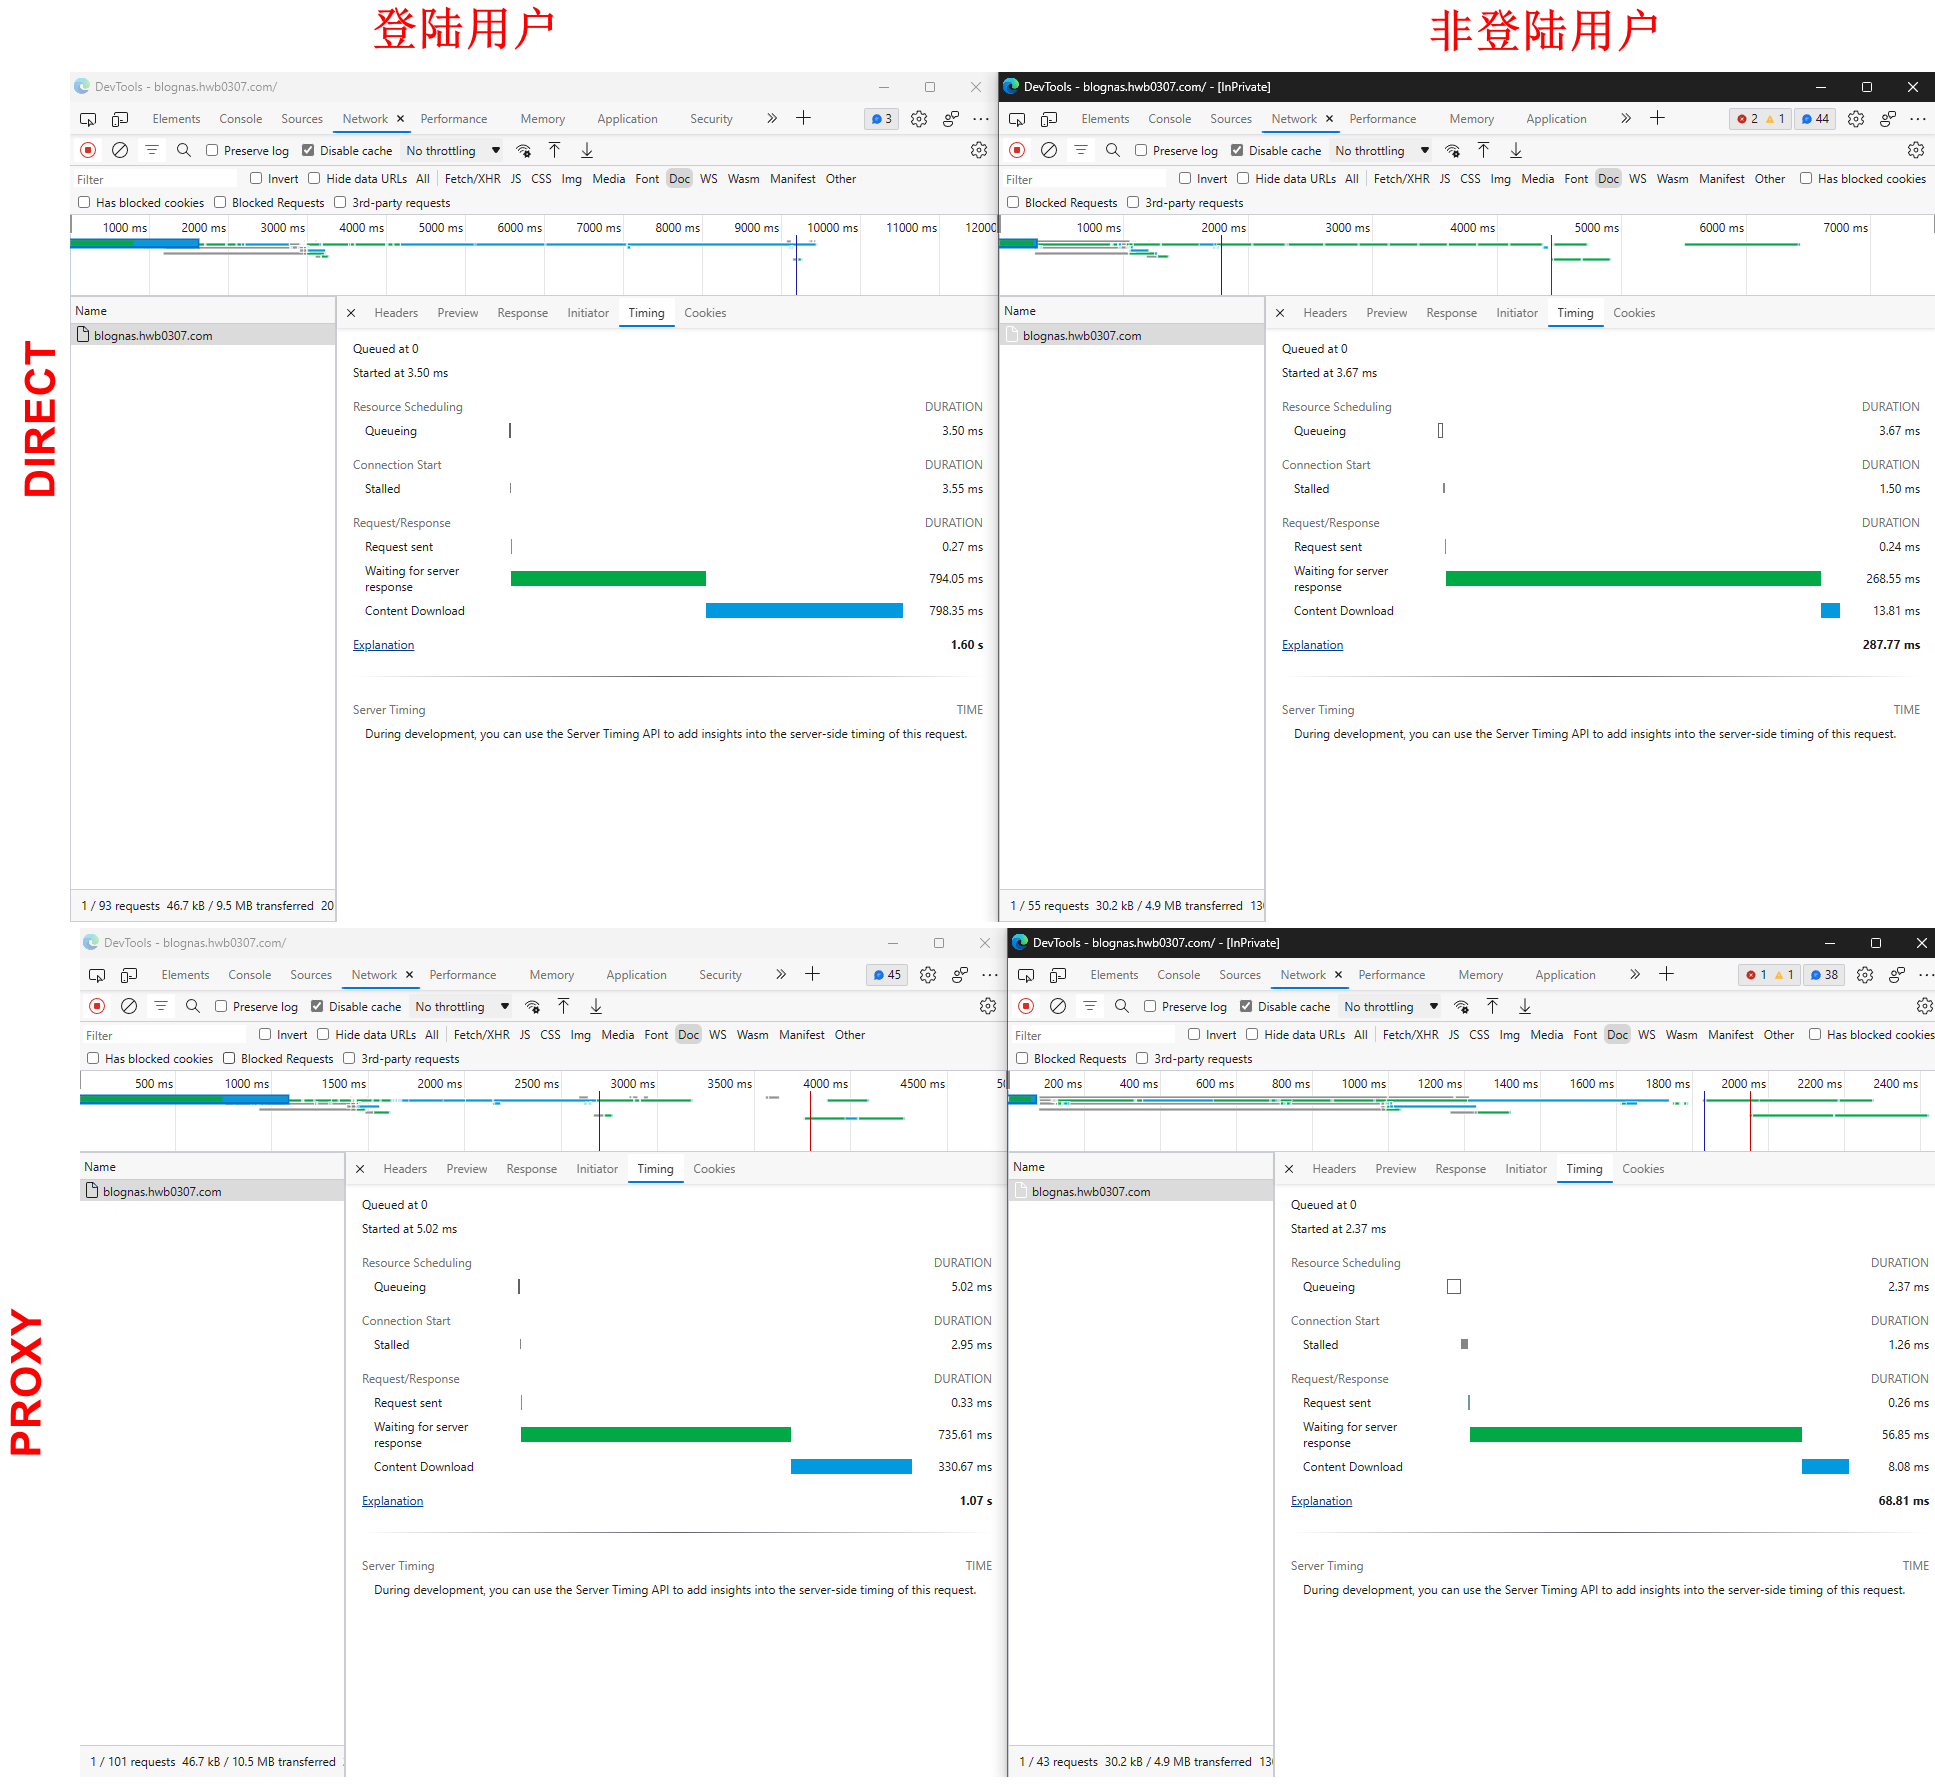 登陆用户
非登陆用户
DIRECT
DevTools - blognas.hwb0307.com/
Elements Console Sources Network Performance Memory Application Security 3
Preserve log Disable cache No throttling
Filter Invert Hide data URLs All Fetch/XHR JS CSS Img Media Font Doc WS Wasm Manifest Other
Has blocked cookies Blocked Requests 3rd-party requests
1000 ms 2000 ms 3000 ms 4000 ms 5000 ms 6000 ms 7000 ms 8000 ms 9000 ms 10000 ms 11000 ms 12000
Name
blognas.hwb0307.com
Headers Preview Response Initiator Timing Cookies
Queued at 0
Started at 3.50 ms
Resource Scheduling DURATION
Queueing 3.50 ms
Connection Start DURATION
Stalled 3.55 ms
Request/Response DURATION
Request sent 0.27 ms
Waiting for server
response 794.05 ms
Content Download 798.35 ms
Explanation 1.60 s
Server Timing TIME
During development, you can use the Server Timing API to add insights into the server-side timing of this request.
1 / 93 requests 46.7 kB / 9.5 MB transferred 20
DevTools - blognas.hwb0307.com/ - [InPrivate]
Elements Console Sources Network Performance Memory Application 2 1 44
Preserve log Disable cache No throttling
Filter Invert Hide data URLs All Fetch/XHR JS CSS Img Media Font Doc WS Wasm Manifest Other Has blocked cookies
Blocked Requests 3rd-party requests
1000 ms 2000 ms 3000 ms 4000 ms 5000 ms 6000 ms 7000 ms
Name
blognas.hwb0307.com
Headers Preview Response Initiator Timing Cookies
Queued at 0
Started at 3.67 ms
Resource Scheduling DURATION
Queueing 3.67 ms
Connection Start DURATION
Stalled 1.50 ms
Request/Response DURATION
Request sent 0.24 ms
Waiting for server
response 268.55 ms
Content Download 13.81 ms
Explanation 287.77 ms
Server Timing TIME
During development, you can use the Server Timing API to add insights into the server-side timing of this request.
1 / 55 requests 30.2 kB / 4.9 MB transferred 13
PROXY
DevTools - blognas.hwb0307.com/
Elements Console Sources Network Performance Memory Application Security 45
Preserve log Disable cache No throttling
Filter Invert Hide data URLs All Fetch/XHR JS CSS Img Media Font Doc WS Wasm Manifest Other
Has blocked cookies Blocked Requests 3rd-party requests
500 ms 1000 ms 1500 ms 2000 ms 2500 ms 3000 ms 3500 ms 4000 ms 4500 ms 50
Name
blognas.hwb0307.com
Headers Preview Response Initiator Timing Cookies
Queued at 0
Started at 5.02 ms
Resource Scheduling DURATION
Queueing 5.02 ms
Connection Start DURATION
Stalled 2.95 ms
Request/Response DURATION
Request sent 0.33 ms
Waiting for server
response 735.61 ms
Content Download 330.67 ms
Explanation 1.07 s
Server Timing TIME
During development, you can use the Server Timing API to add insights into the server-side timing of this request.
1 / 101 requests 46.7 kB / 10.5 MB transferred
DevTools - blognas.hwb0307.com/ - [InPrivate]
Elements Console Sources Network Performance Memory Application 1 1 38
Preserve log Disable cache No throttling
Filter Invert Hide data URLs All Fetch/XHR JS CSS Img Media Font Doc WS Wasm Manifest Other Has blocked cookies
Blocked Requests 3rd-party requests
200 ms 400 ms 600 ms 800 ms 1000 ms 1200 ms 1400 ms 1600 ms 1800 ms 2000 ms 2200 ms 2400 ms
Name
blognas.hwb0307.com
Headers Preview Response Initiator Timing Cookies
Queued at 0
Started at 2.37 ms
Resource Scheduling DURATION
Queueing 2.37 ms
Connection Start DURATION
Stalled 1.26 ms
Request/Response DURATION
Request sent 0.26 ms
Waiting for server
response 56.85 ms
Content Download 8.08 ms
Explanation 68.81 ms
Server Timing TIME
During development, you can use the Server Timing API to add insights into the server-side timing of this request.
1 / 43 requests 30.2 kB / 4.9 MB transferred 13